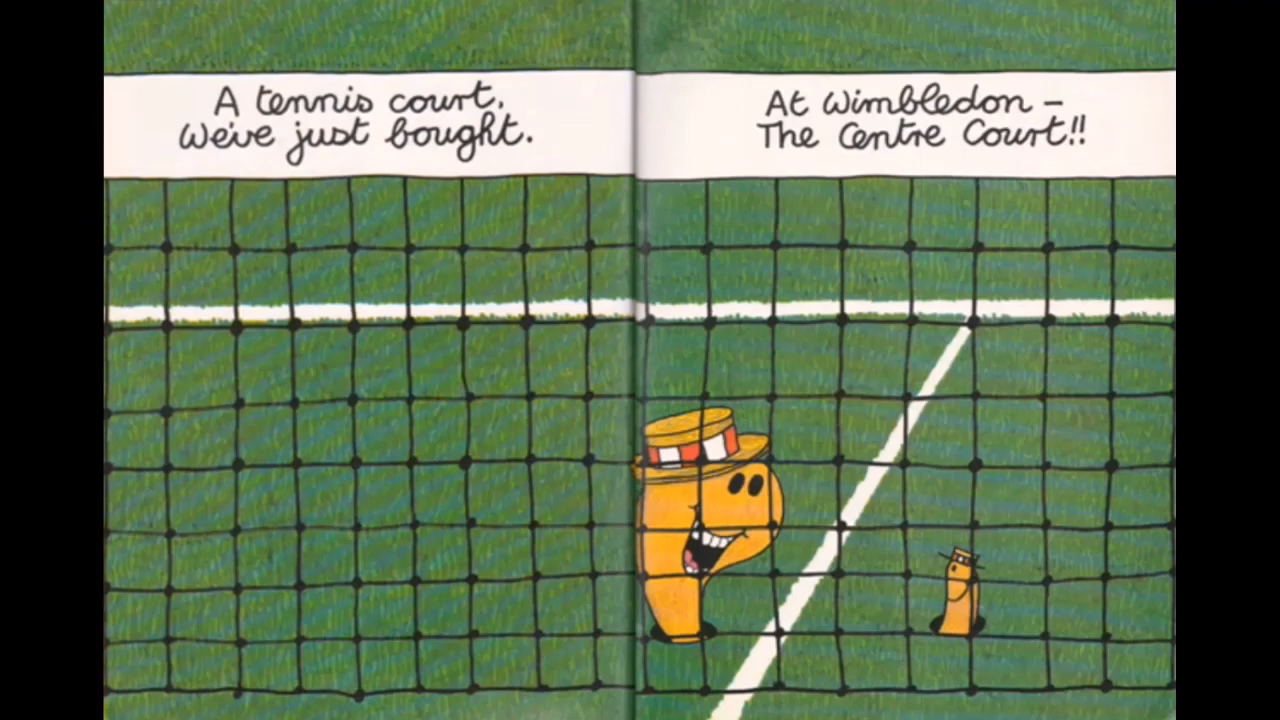 A tennis court,
We've just bought.
At Wimbledon –
The Centre Court!!